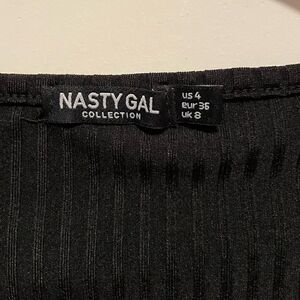 NASTY GAL
COLLECTION
us 4
eur 36
uk 8